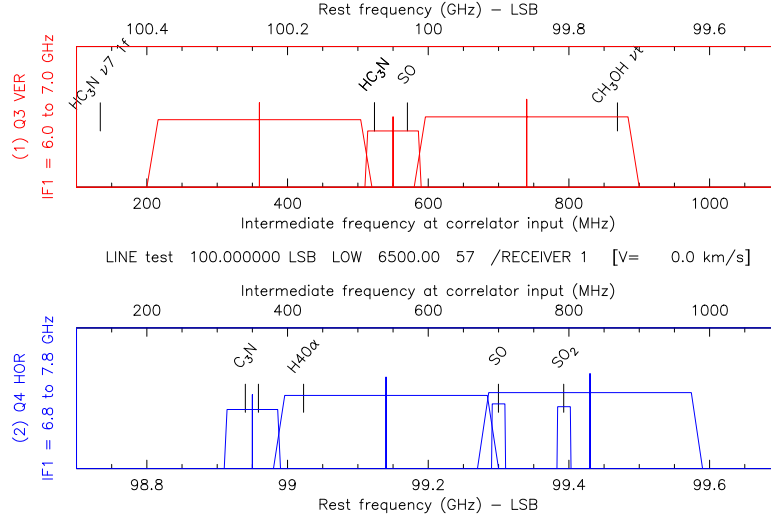 Rest frequency (GHz) – LSB
100.4 100.2 100 99.8 99.6
HC3N ν7 1f HC3N SO CH3OH νt
(1) Q3 VER
IF1 = 6.0 to 7.0 GHz
200 400 600 800 1000
Intermediate frequency at correlator input (MHz)
LINE test 100.000000 LSB LOW 6500.00 57 /RECEIVER 1 [V= 0.0 km/s]
Intermediate frequency at correlator input (MHz)
200 400 600 800 1000
C3N H40α SO SO2
(2) Q4 HOR
IF1 = 6.8 to 7.8 GHz
98.8 99 99.2 99.4 99.6
Rest frequency (GHz) – LSB